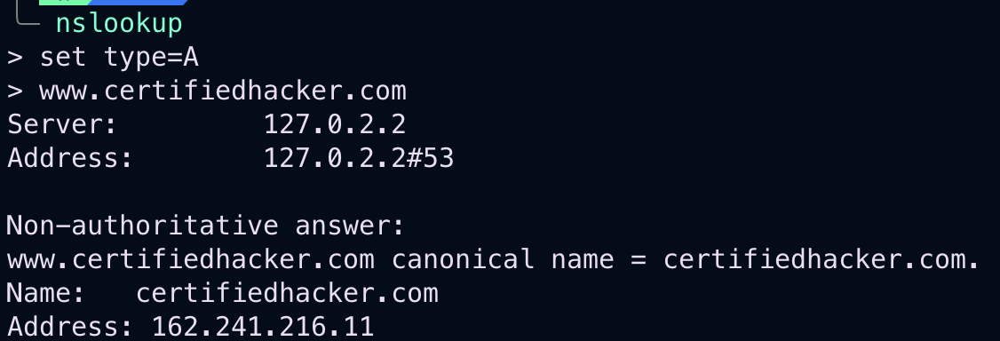 nslookup
> set type=A
> www.certifiedhacker.com
Server:         127.0.2.2
Address:        127.0.2.2#53

Non-authoritative answer:
www.certifiedhacker.com canonical name = certifiedhacker.com.
Name:   certifiedhacker.com
Address: 162.241.216.11